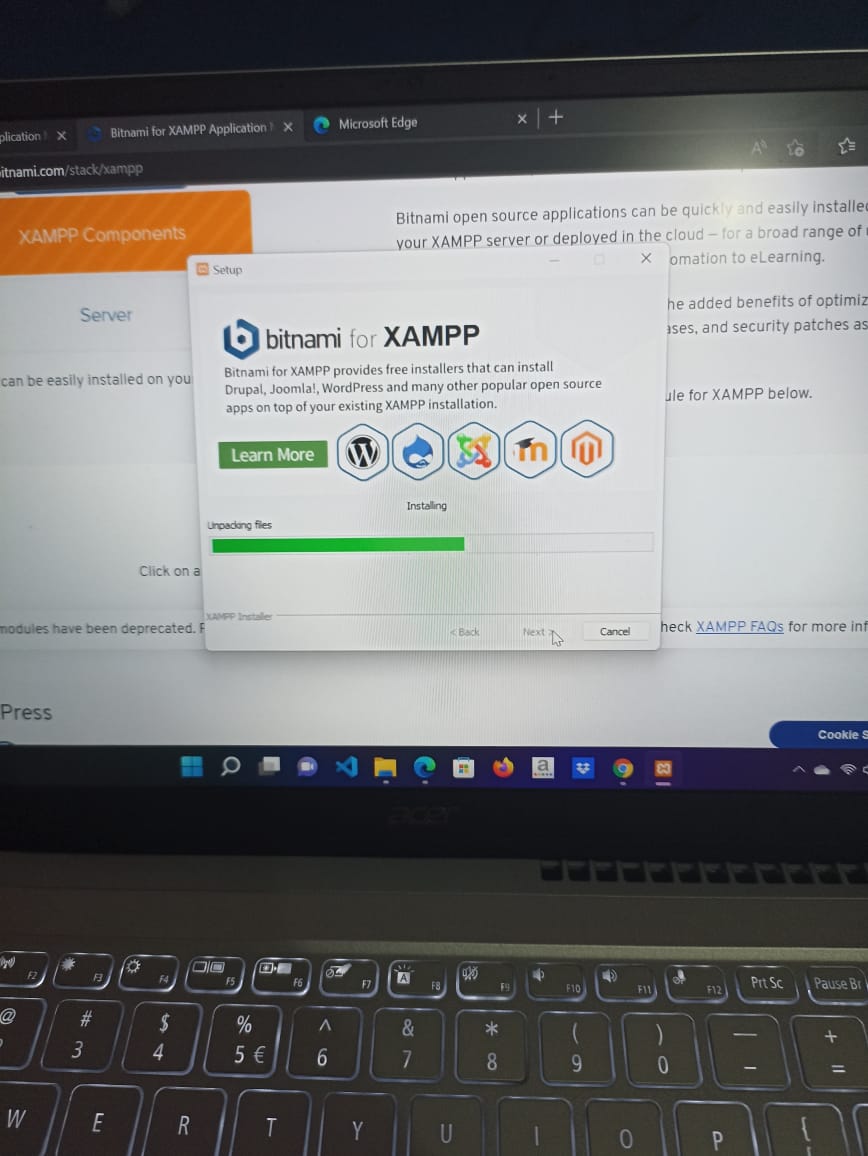 plication
Bitnami for XAMPP Application
Microsoft Edge
itnami.com/stack/xampp
XAMPP Components
Bitnami open source applications can be quickly and easily installe
your XAMPP server or deployed in the cloud – for a broad range of
omation to eLearning.
Server
he added benefits of optimiz
ases, and security patches as
can be easily installed on you
ule for XAMPP below.
Setup
bitnami for XAMPP
Bitnami for XAMPP provides free installers that can install
Drupal, Joomla!, WordPress and many other popular open source
apps on top of your existing XAMPP installation.
Learn More
Installing
Unpacking files
XAMPP Installer
< Back
Next >
Cancel
Click on a
modules have been deprecated. F
heck XAMPP FAQs for more inf
Press
Cookie S
acer
F2 F3 F4 F5 F6 F7 F8 F9 F10 F11 F12 Prt Sc Pause Br
@ # $ % ^ & * ( ) _ +
3 4 5 € 6 7 8 9 0 - =
W E R T Y U I O P {